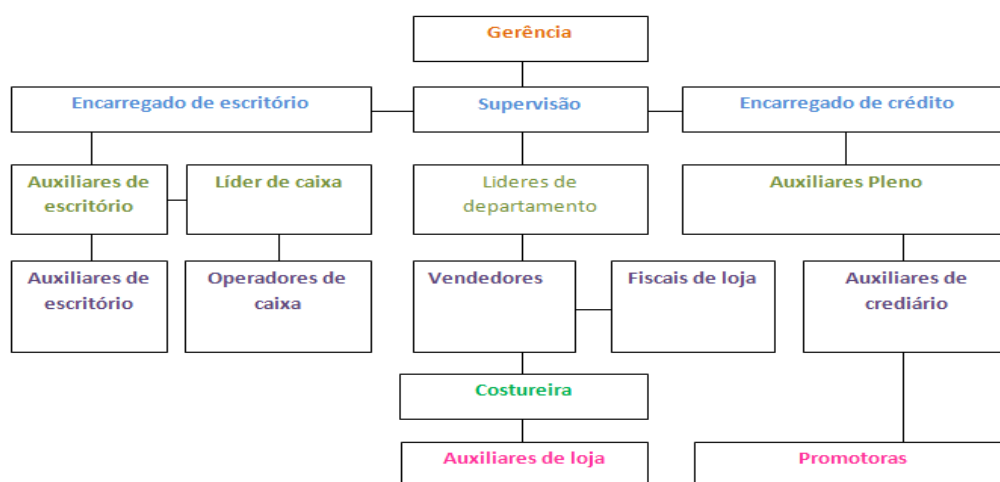 Gerência
Encarregado de escritório
Supervisão
Encarregado de crédito
Auxiliares de
escritório
Líder de caixa
Lideres de
departamento
Auxiliares Pleno
Auxiliares de
escritório
Operadores de
caixa
Vendedores
Fiscais de loja
Auxiliares de
crediário
Costureira
Auxiliares de loja
Promotoras